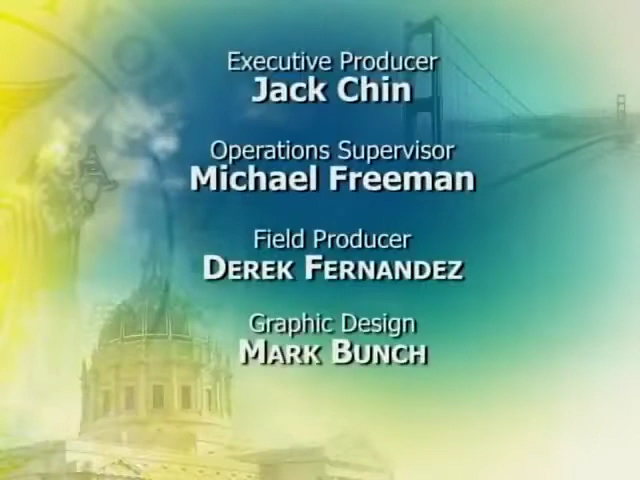 Executive Producer
Jack Chin
Operations Supervisor
Michael Freeman
Field Producer
DEREK FERNANDEZ
Graphic Design
MARK BUNCH